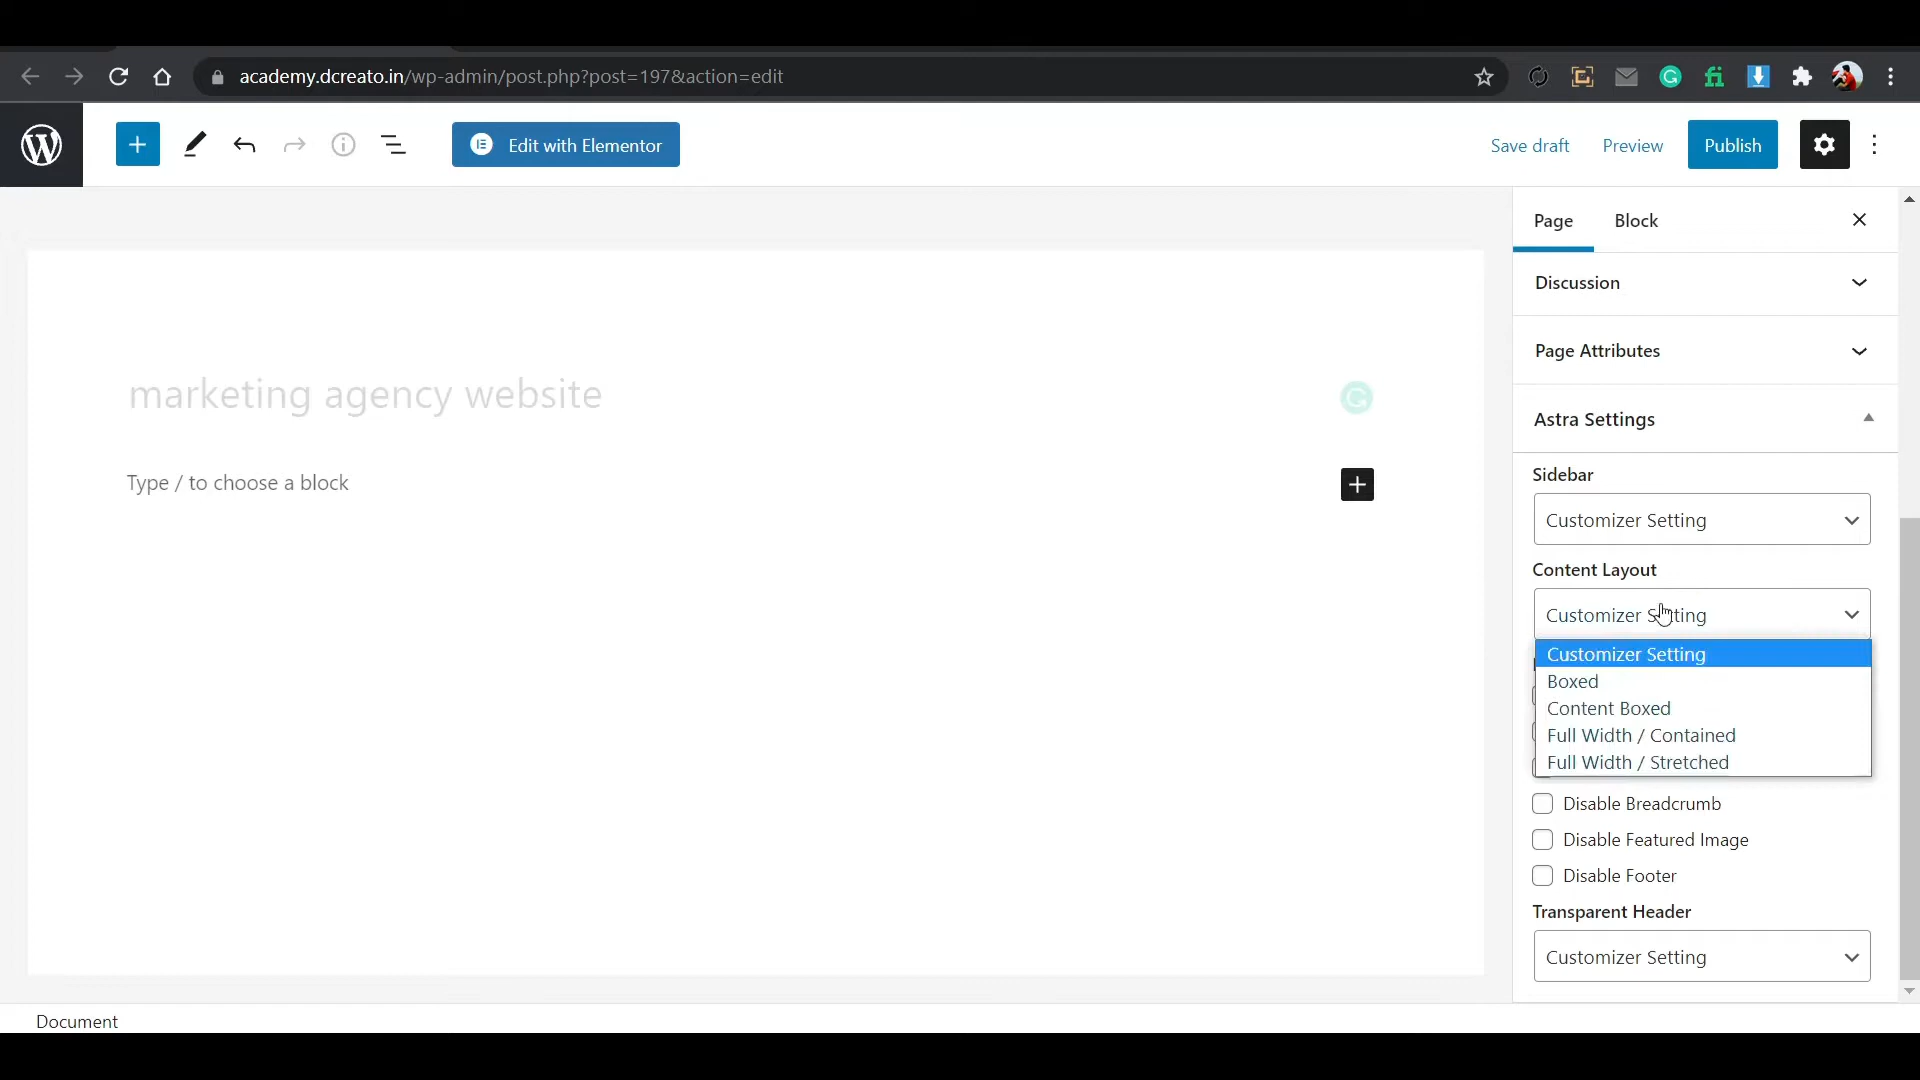 academy.dcreato.in/wp-admin/post.php?post=197&action=edit
Edit with Elementor
Save draft
Preview
Publish
Page
Block
Discussion
Page Attributes
Astra Settings
Sidebar
Customizer Setting
Content Layout
Customizer Setting
Customizer Setting
Boxed
Content Boxed
Full Width / Contained
Full Width / Stretched
Disable Breadcrumb
Disable Featured Image
Disable Footer
Transparent Header
Customizer Setting
marketing agency website
Type / to choose a block
Document